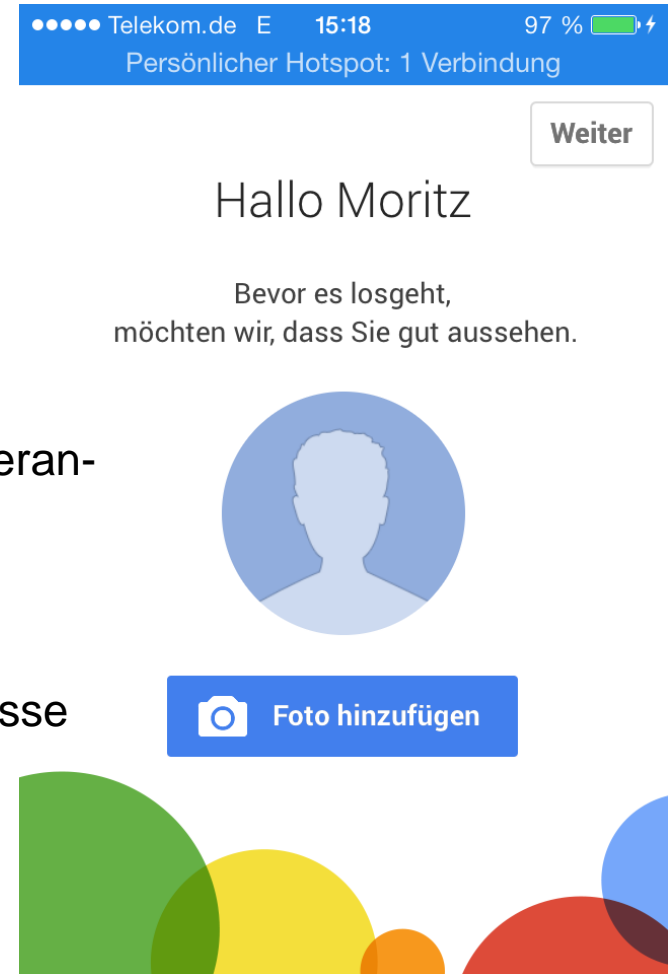 Telekom.de E 15:18 97 %
Persönlicher Hotspot: 1 Verbindung
Weiter
Hallo Moritz
Bevor es losgeht,
möchten wir, dass Sie gut aussehen.
eran-
sse
Foto hinzufügen